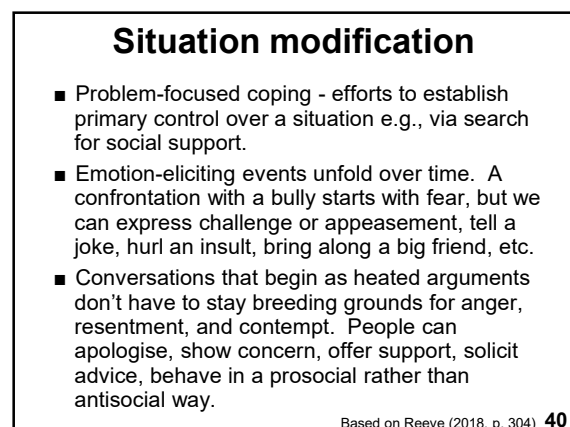 Situation modification
■ Problem-focused coping - efforts to establish
primary control over a situation e.g., via search
for social support.
■ Emotion-eliciting events unfold over time.  A
confrontation with a bully starts with fear, but we
can express challenge or appeasement, tell a
joke, hurl an insult, bring along a big friend, etc.
■ Conversations that begin as heated arguments
don't have to stay breeding grounds for anger,
resentment, and contempt.  People can
apologise, show concern, offer support, solicit
advice, behave in a prosocial rather than
antisocial way.
Based on Reeve (2018, p. 304) 40